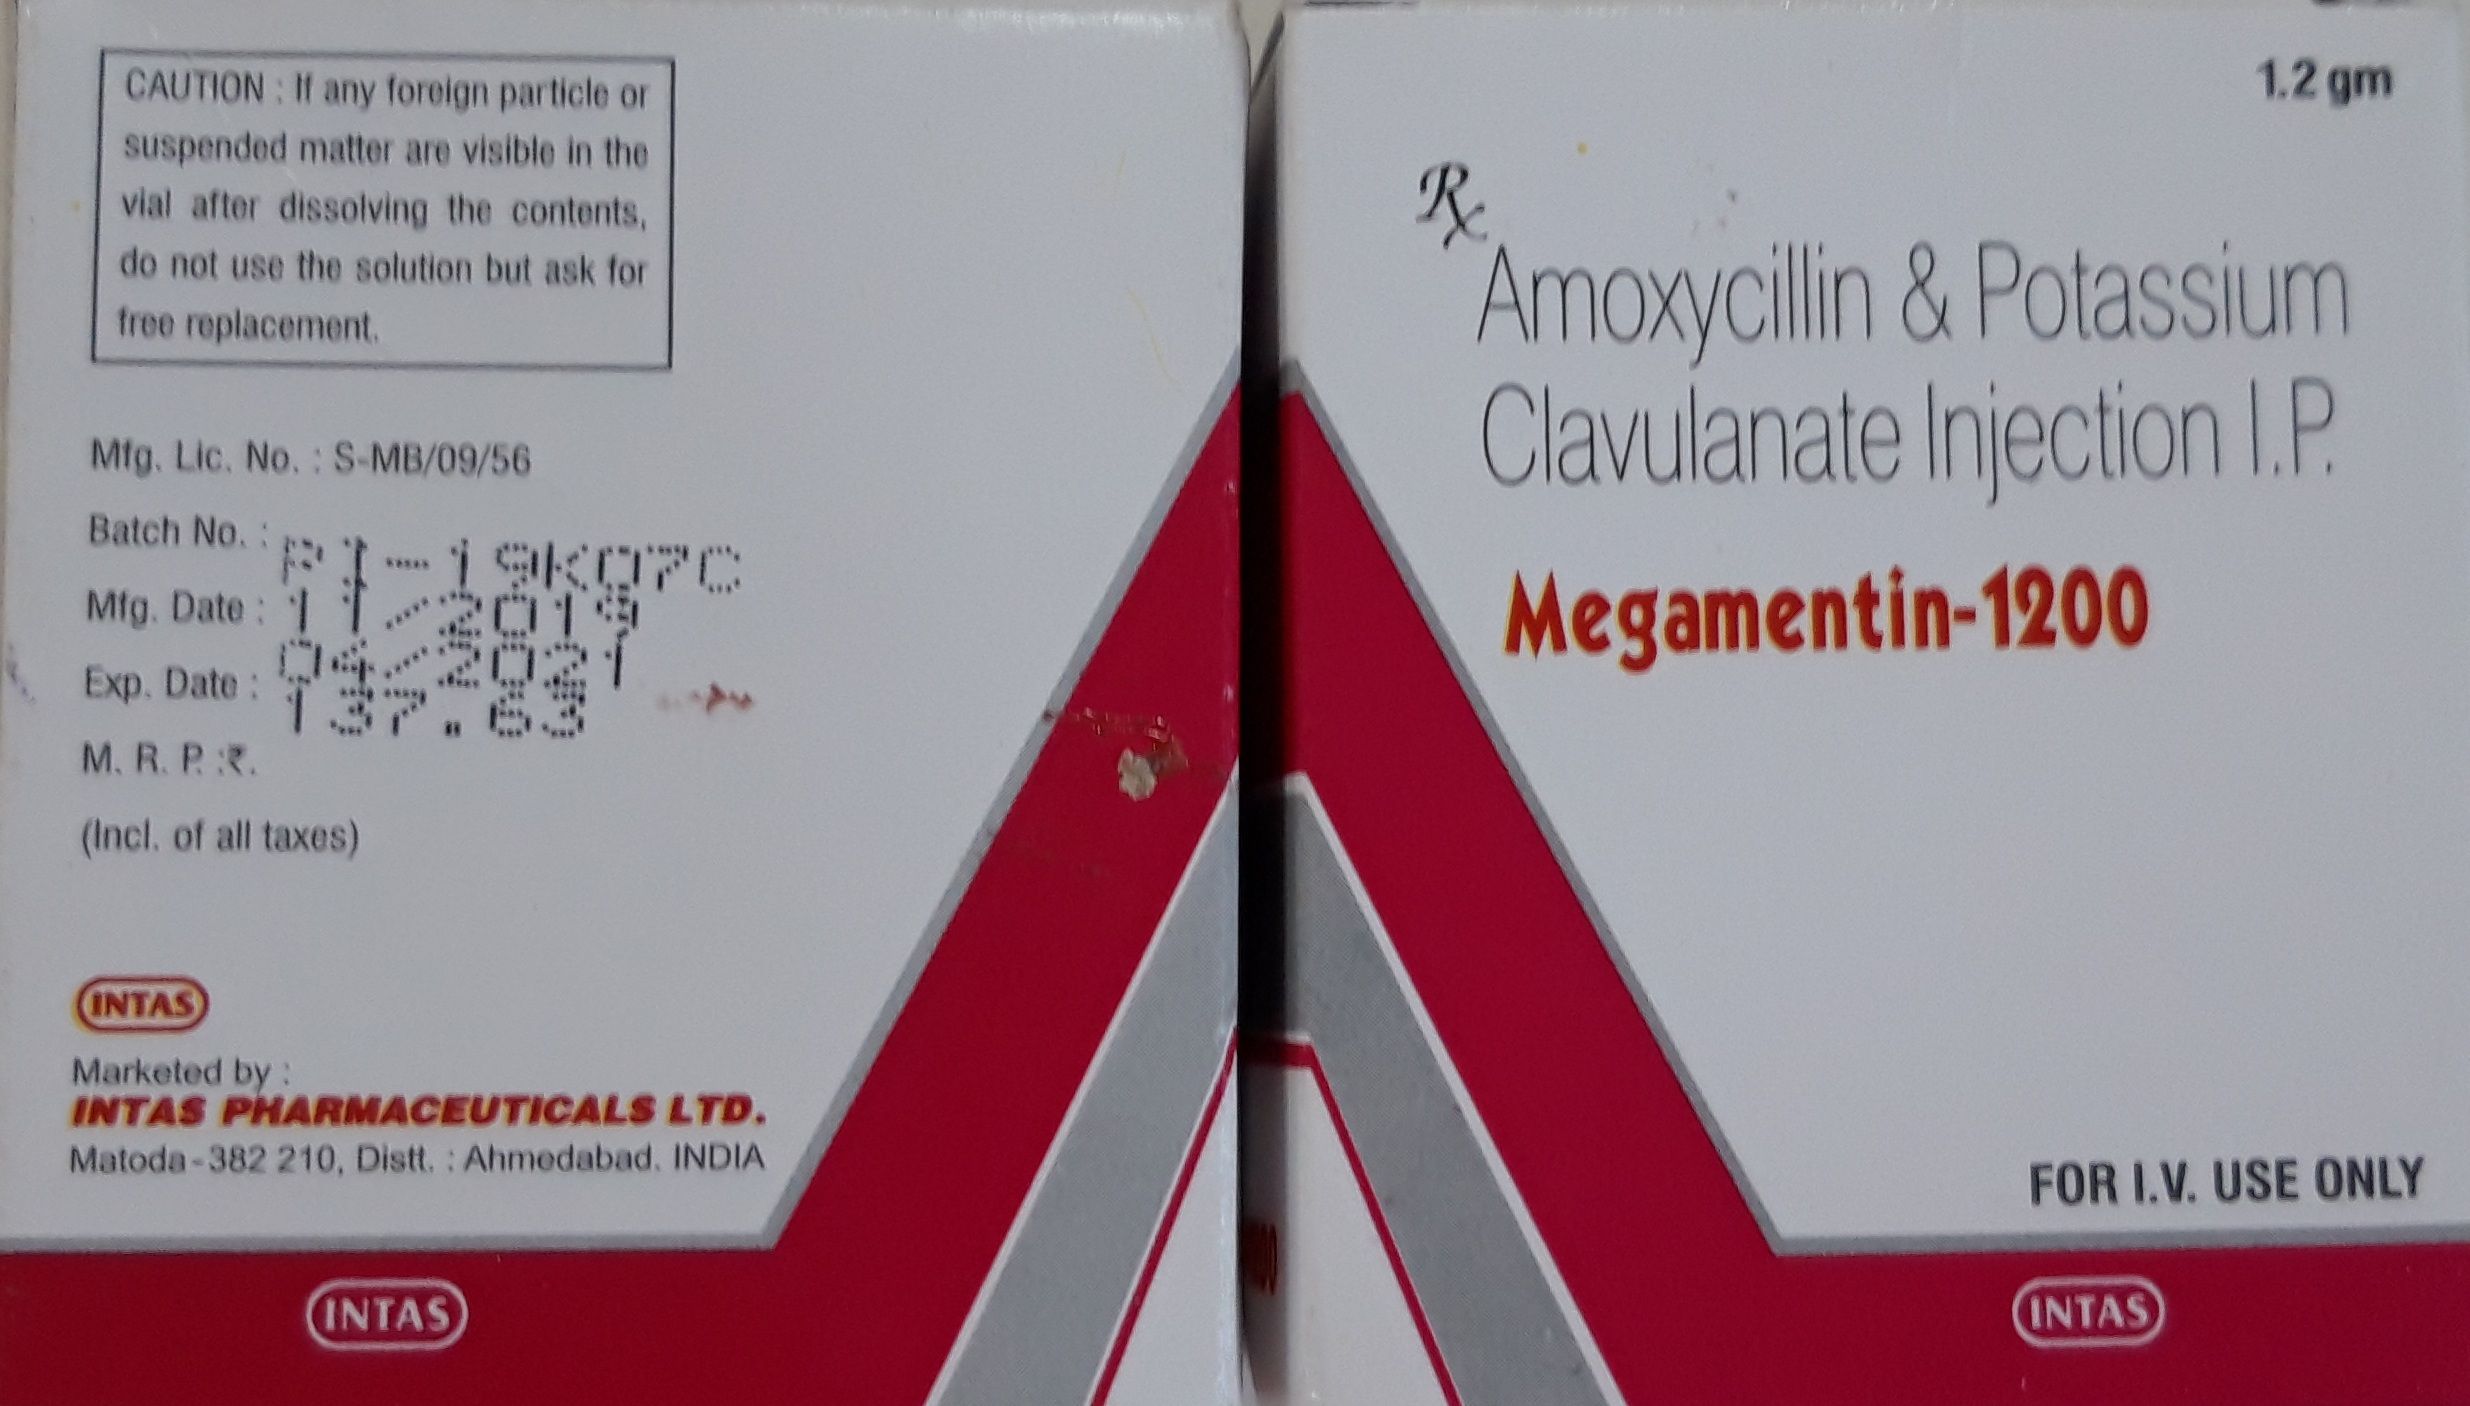 CAUTION : If any foreign particle or
suspended matter are visible in the
vial after dissolving the contents,
do not use the solution but ask for
free replacement.
Mfg. Lic. No. : S-MB/09/56
Batch No. : PI-19K07C
Mfg. Date : 11/2019
Exp. Date : 04/2021
137.63
M. R. P. :₹.
(Incl. of all taxes)
INTAS
Marketed by :
INTAS PHARMACEUTICALS LTD.
Matoda-382 210, Distt. : Ahmedabad. INDIA
INTAS
1.2 gm
Rx
Amoxycillin & Potassium
Clavulanate Injection I.P.
Megamentin-1200
FOR I.V. USE ONLY
INTAS